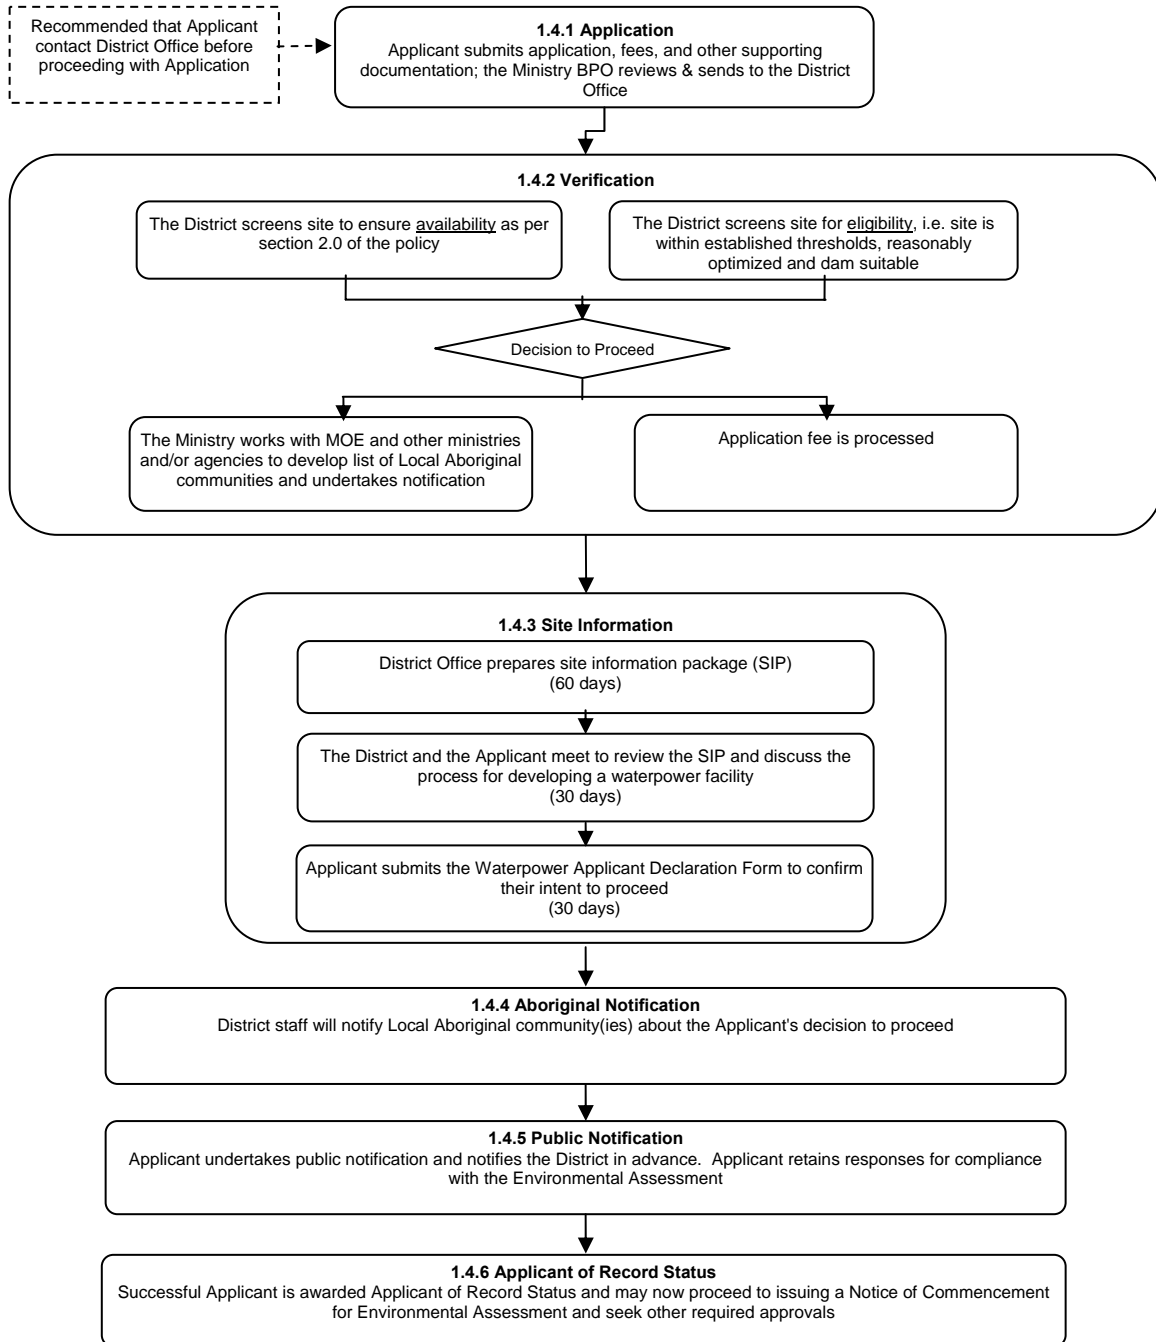 Recommended that Applicant
contact District Office before
proceeding with Application
1.4.1 Application
Applicant submits application, fees, and other supporting
documentation; the Ministry BPO reviews & sends to the District
Office
1.4.2 Verification
The District screens site to ensure availability as per
section 2.0 of the policy
The District screens site for eligibility, i.e. site is
within established thresholds, reasonably
optimized and dam suitable
Decision to Proceed
The Ministry works with MOE and other ministries
and/or agencies to develop list of Local Aboriginal
communities and undertakes notification
Application fee is processed
1.4.3 Site Information
District Office prepares site information package (SIP)
(60 days)
The District and the Applicant meet to review the SIP and discuss the
process for developing a waterpower facility
(30 days)
Applicant submits the Waterpower Applicant Declaration Form to confirm
their intent to proceed
(30 days)
1.4.4 Aboriginal Notification
District staff will notify Local Aboriginal community(ies) about the Applicant's decision to proceed
1.4.5 Public Notification
Applicant undertakes public notification and notifies the District in advance.  Applicant retains responses for compliance
with the Environmental Assessment
1.4.6 Applicant of Record Status
Successful Applicant is awarded Applicant of Record Status and may now proceed to issuing a Notice of Commencement
for Environmental Assessment and seek other required approvals